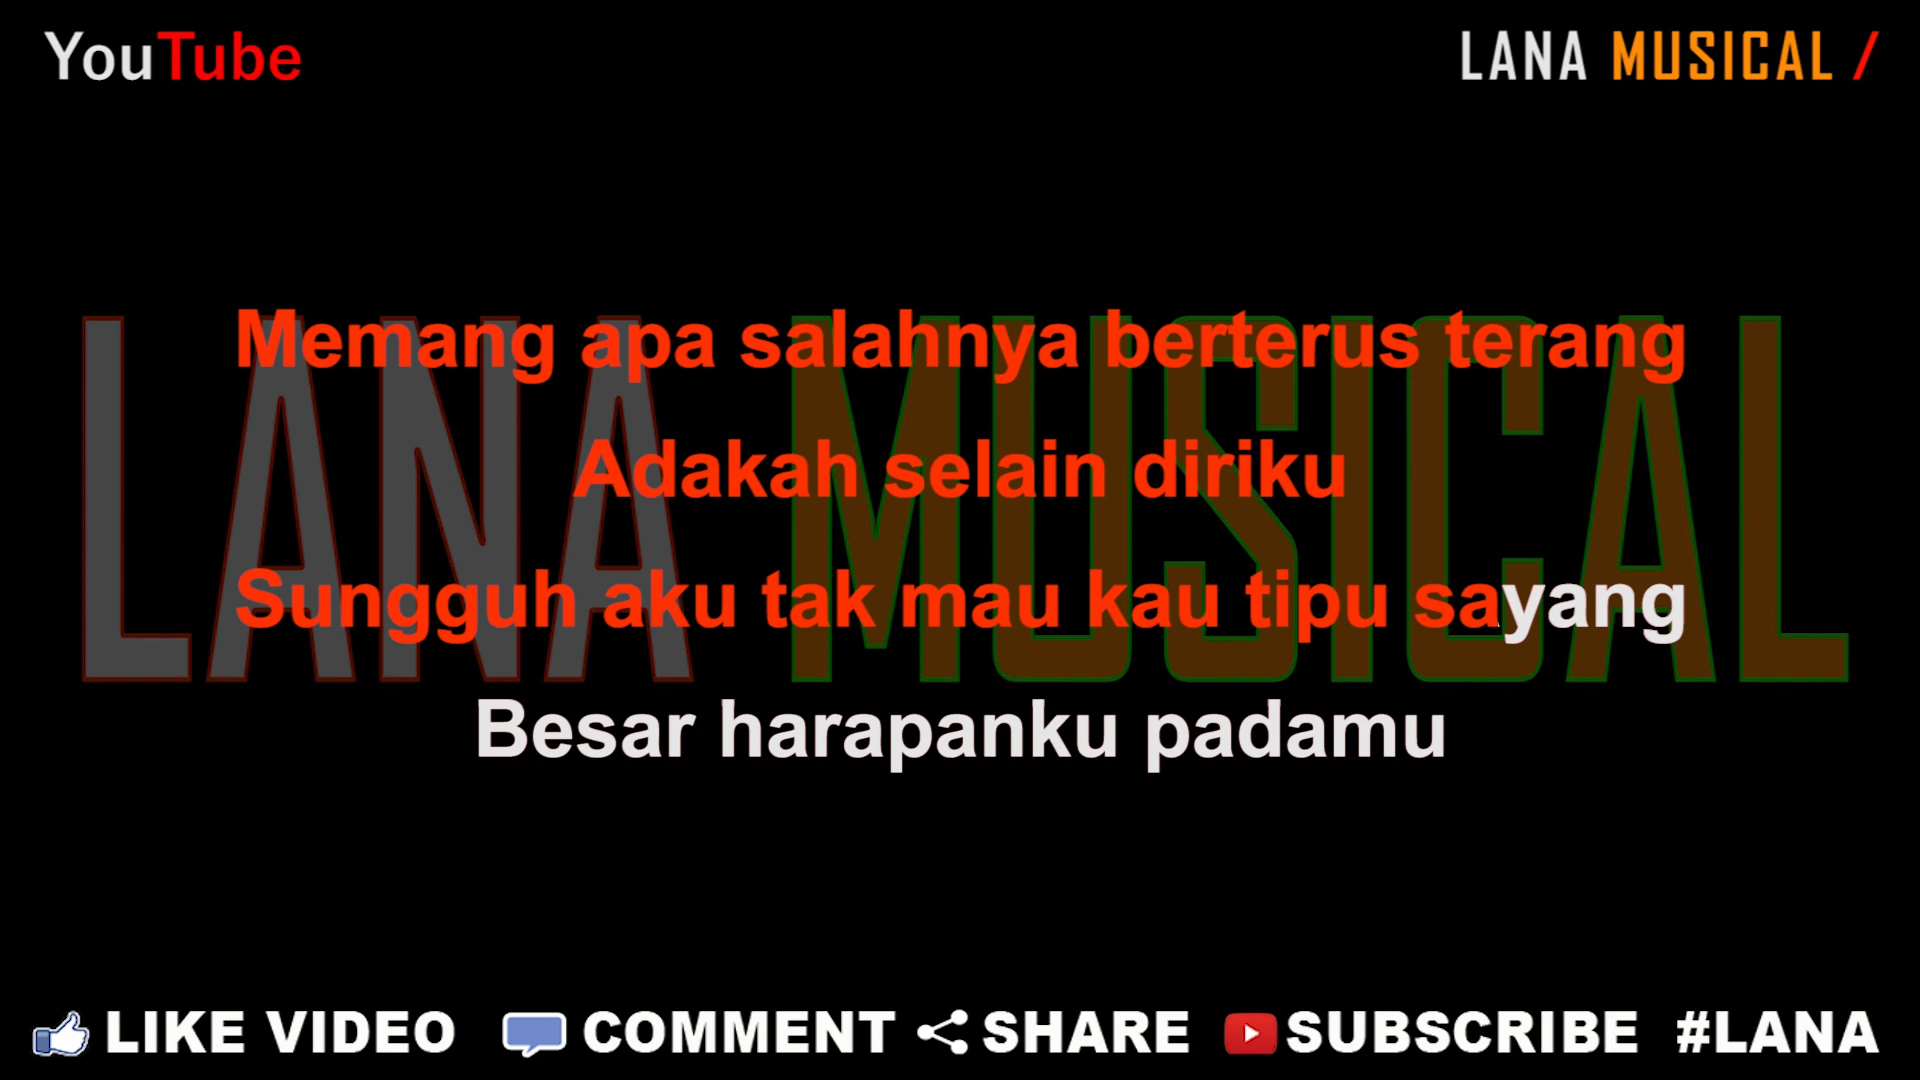 YouTube
LANA MUSICAL /
LANA MUSICAL
Memang apa salahnya berterus terang
Adakah selain diriku
Sungguh aku tak mau kau tipu sayang
Besar harapanku padamu
LIKE VIDEO COMMENT SHARE SUBSCRIBE #LANA